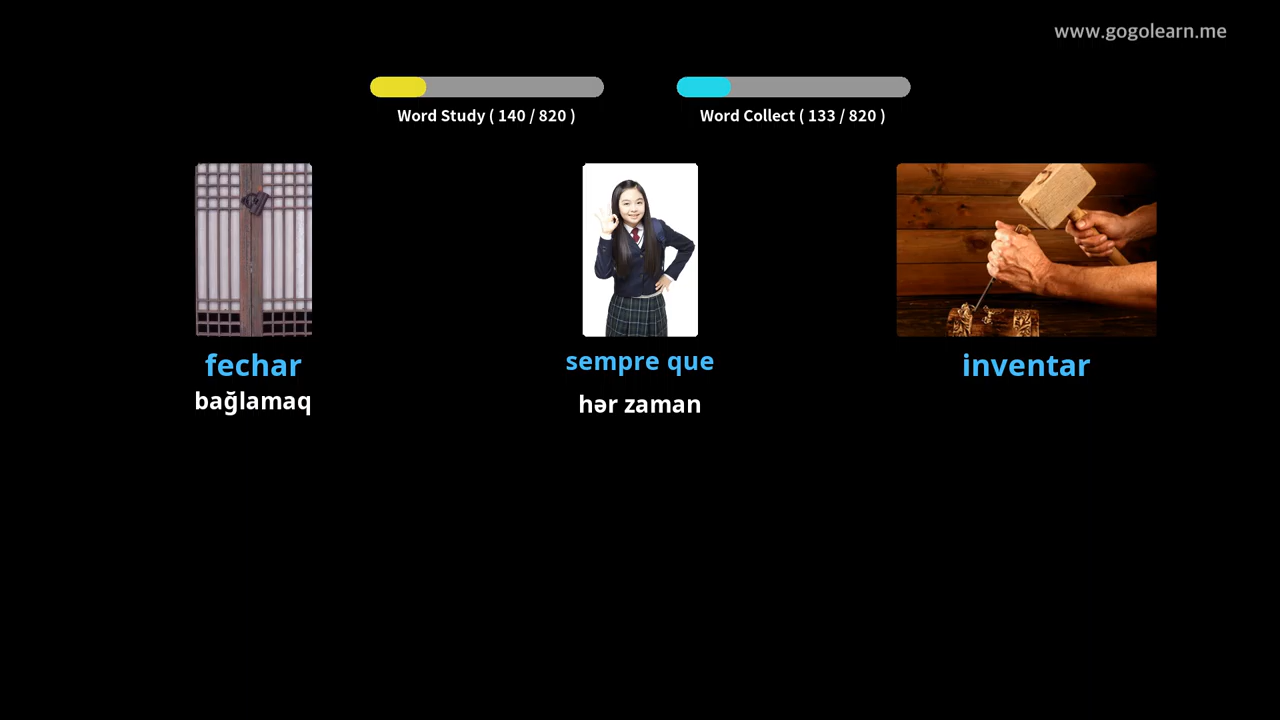 www.gogolearn.me
Word Study ( 140 / 820 )
Word Collect ( 133 / 820 )
fechar
bağlamaq
sempre que
hər zaman
inventar